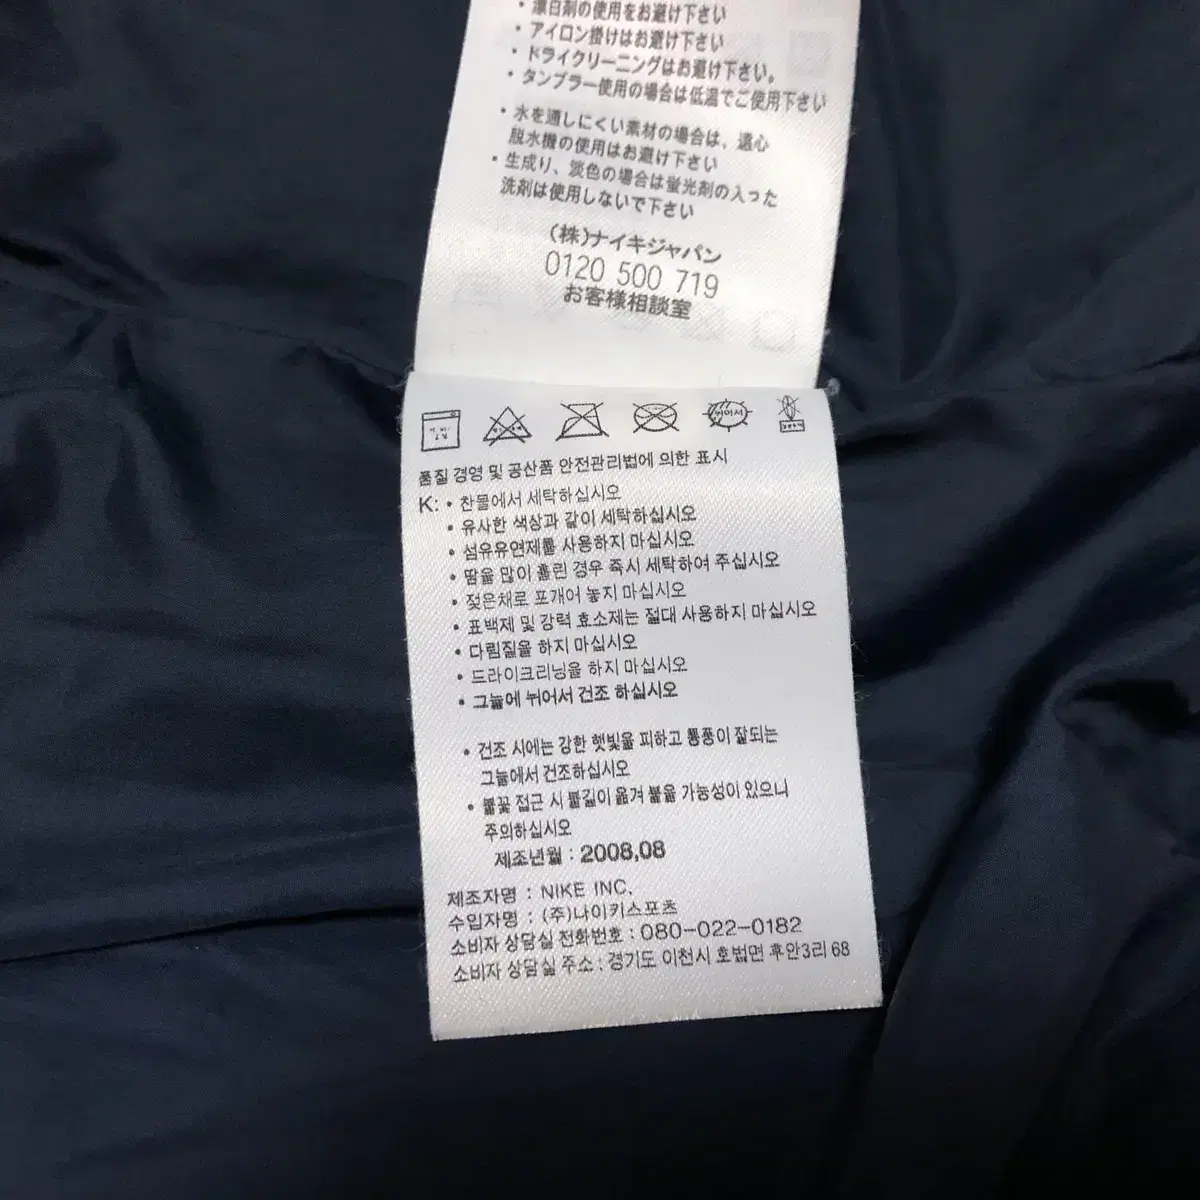 ・漂白剤の使用をお避け下さい
・アイロン掛けはお避け下さい
・ドライクリーニングはお避け下さい。
・タンブラー使用の場合は低温でご使用下さい
・水を通しにくい素材の場合は、遠心
脱水機の使用はお避け下さい
・生成り、淡色の場合は蛍光剤の入った
洗剤は使用しないで下さい
(株)ナイキジャパン
0120 500 719
お客様相談室
뉘어서
품질 경영 및 공산품 안전관리법에 의한 표시
K: • 찬물에서 세탁하십시오
• 유사한 색상과 같이 세탁하십시오
• 섬유유연제를 사용하지 마십시오
• 땀을 많이 흘린 경우 즉시 세탁하여 주십시오
• 젖은채로 포개어 놓지 마십시오
• 표백제 및 강력 효소제는 절대 사용하지 마십시오
• 다림질을 하지 마십시오
• 드라이크리닝을 하지 마십시오
• 그늘에 뉘어서 건조 하십시오
• 건조 시에는 강한 햇빛을 피하고 통풍이 잘되는
그늘에서 건조하십시오
• 불꽃 접근 시 불길이 옮겨 붙을 가능성이 있으니
주의하십시오
제조년월 : 2008,08
제조자명 : NIKE INC.
수입자명 : (주)나이키스포츠
소비자 상담실 전화번호 : 080-022-0182
소비자 상담실 주소 : 경기도 이천시 호법면 후안3리 68